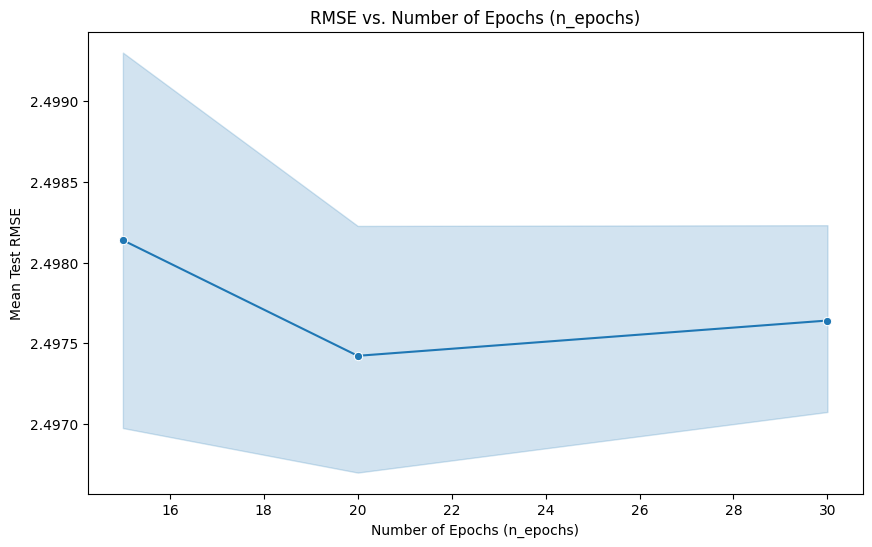 RMSE vs. Number of Epochs (n_epochs)
Mean Test RMSE
2.4990
2.4985
2.4980
2.4975
2.4970
16 18 20 22 24 26 28 30
Number of Epochs (n_epochs)